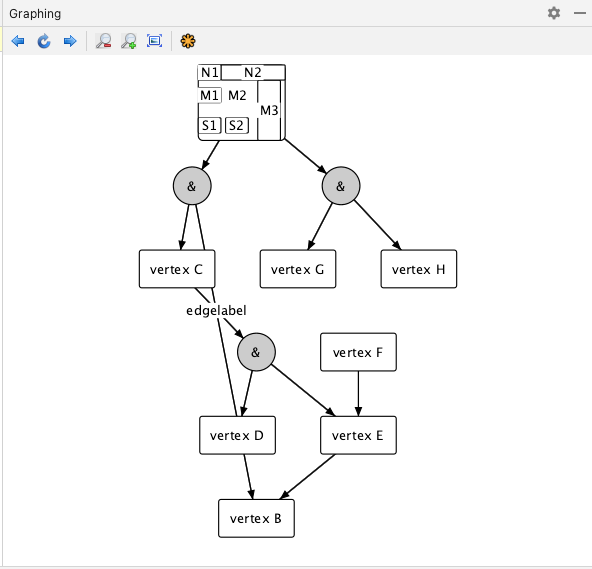 Graphing
N1 N2
M1 M2
M3
S1 S2
& &
vertex C vertex G vertex H
edgelabel
& vertex F
vertex D vertex E
vertex B